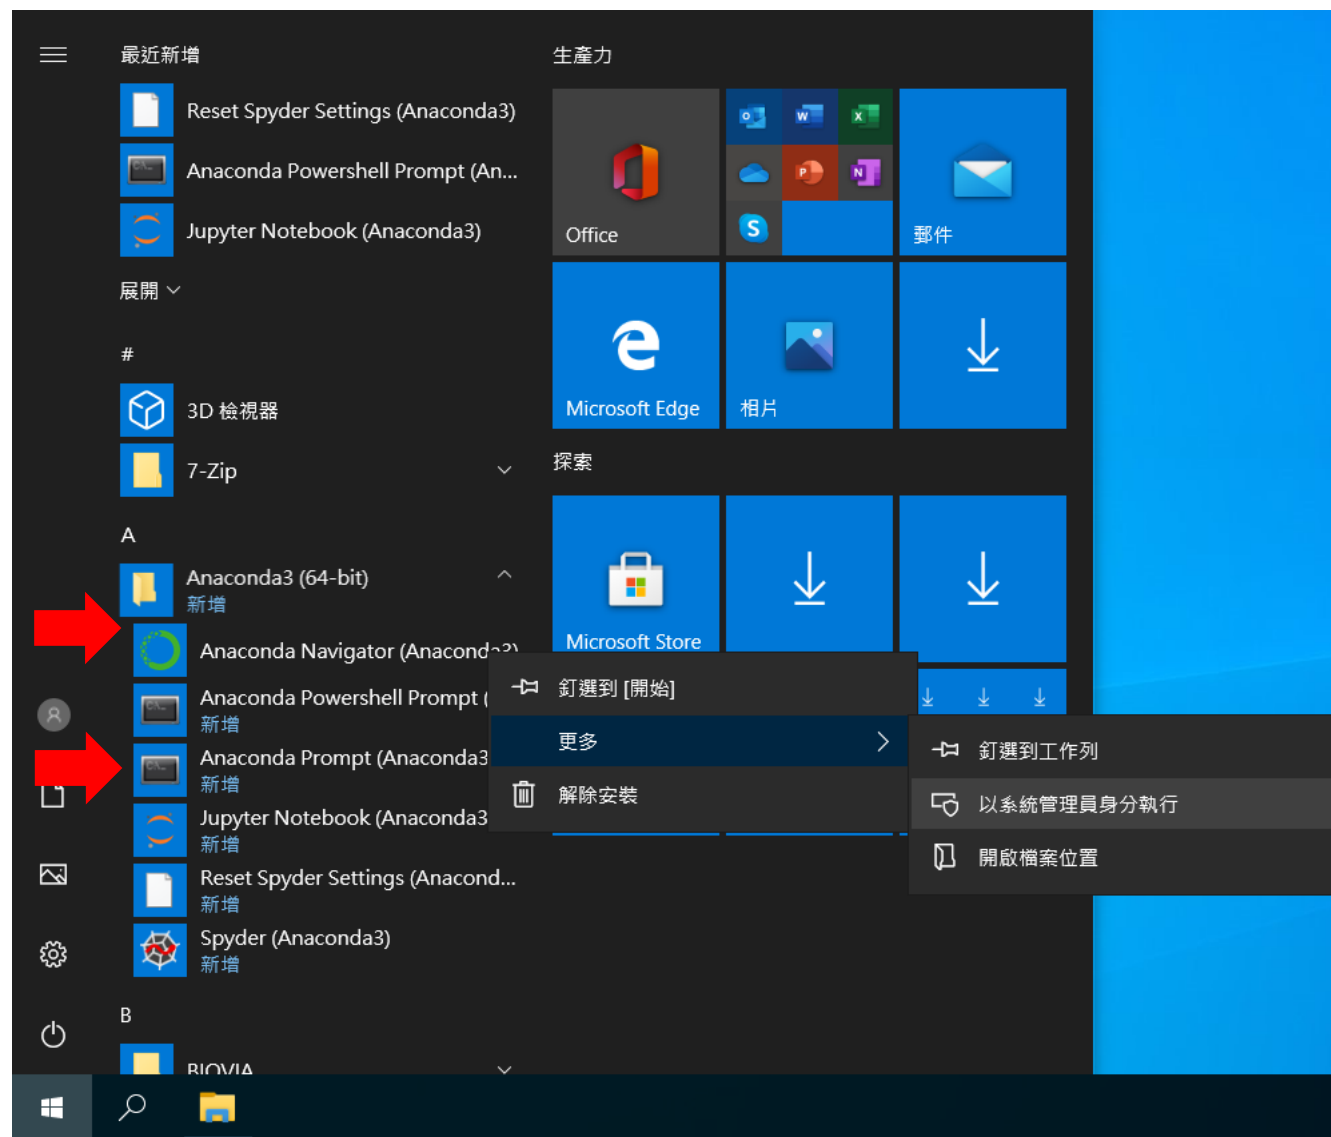 最近新增
Reset Spyder Settings (Anaconda3)
Anaconda Powershell Prompt (An...
Jupyter Notebook (Anaconda3)
展開
#
3D 檢視器
7-Zip
A
Anaconda3 (64-bit)
新增
Anaconda Navigator (Anaconda3)
Anaconda Powershell Prompt (
新增
Anaconda Prompt (Anaconda3
新增
Jupyter Notebook (Anaconda3
新增
Reset Spyder Settings (Anacond...
新增
Spyder (Anaconda3)
新增
B
BIOVIA
生產力
Office
郵件
Microsoft Edge
相片
探索
Microsoft Store
釘選到 [開始]
更多
解除安裝
釘選到工作列
以系統管理員身分執行
開啟檔案位置